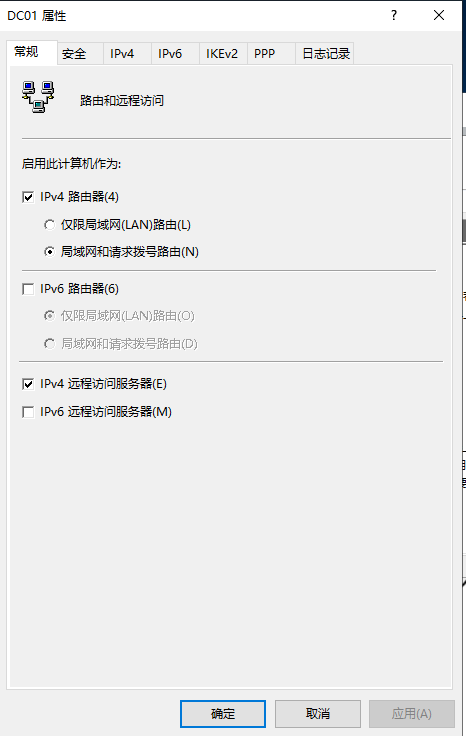 DC01 属性
?
常规 安全 IPv4 IPv6 IKEv2 PPP 日志记录
路由和远程访问
启用此计算机作为:
IPv4 路由器(4)
仅限局域网(LAN)路由(L)
局域网和请求拨号路由(N)
IPv6 路由器(6)
仅限局域网(LAN)路由(O)
局域网和请求拨号路由(D)
IPv4 远程访问服务器(E)
IPv6 远程访问服务器(M)
确定 取消 应用(A)